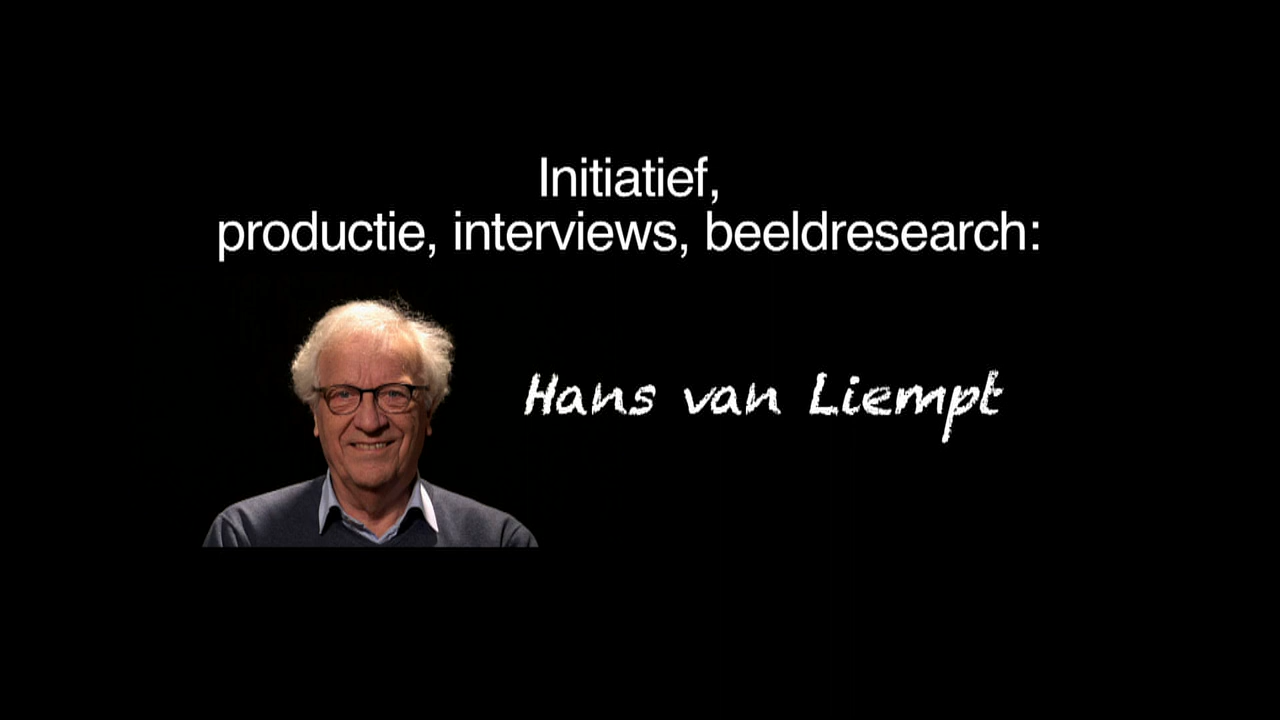 Initiatief,
productie, interviews, beeldresearch:
Hans van Liempt